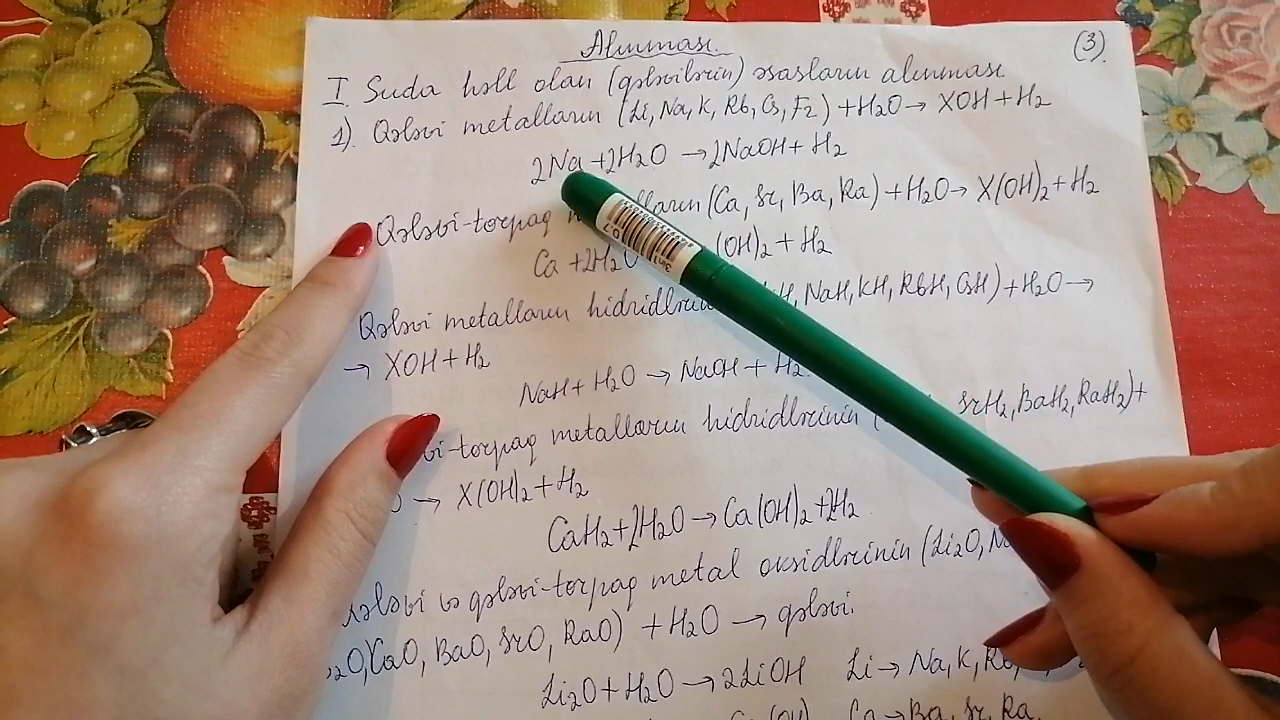 Alınması.
(3)
I. Suda həll olan (qələvilərin) əsasların alınması
1). Qələvi metalların (Li, Na, K, Rb, Cs, Fr) + H₂O → XOH + H₂
2Na + 2H₂O → 2NaOH + H₂
Qələvi-torpaq (Ca, Sr, Ba, Ra) + H₂O → X(OH)₂ + H₂
Ca + 2H₂O (OH)₂ + H₂
Qələvi metalların NaH, KH, RbH, CsH) + H₂O →
→ XOH + H₂
NaH + H₂O → NaOH + H₂.
-torpaq metalların hidridlərinin SrH₂, BaH₂, RaH₂) +
O → X(OH)₂ + H₂
CaH₂ + 2H₂O → Ca(OH)₂ + 2H₂
və qələvi-torpaq metal oksidlərinin (Li₂O,
₂O, CaO, BaO, SrO, RaO) + H₂O → qələvi.
Li₂O + H₂O → 2LiOH Li → Na, K, Rb,
Ca → Ba, Sr, Ra.